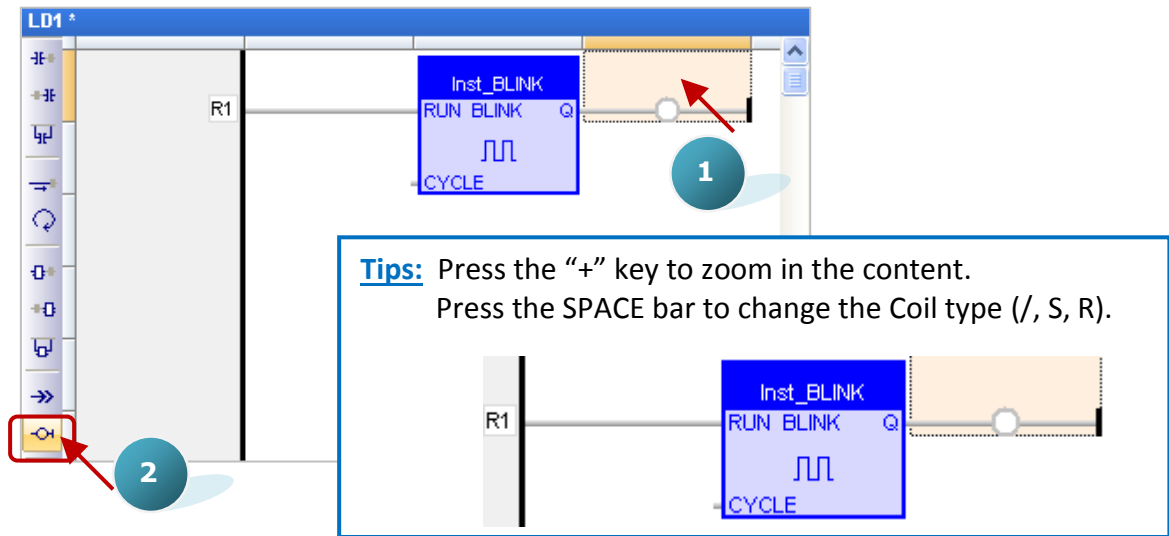 LD1 *
Inst_BLINK
R1
RUN BLINK Q
CYCLE
1
2
Tips: Press the “+” key to zoom in the content.
Press the SPACE bar to change the Coil type (/, S, R).
Inst_BLINK
R1
RUN BLINK Q
CYCLE